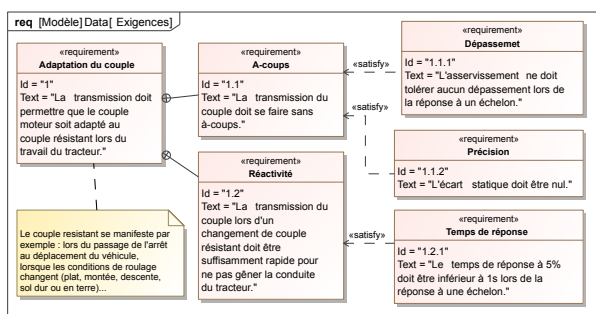 req [Modèle] Data[ Exigences]
«requirement»
Adaptation du couple
Id = "1"
Text = "La transmission doit
permettre que le couple
moteur soit adapté au
couple résistant lors du
travail du tracteur."
Le couple resistant se manifeste par
exemple : lors du passage de l'arrêt
au déplacement du véhicule,
lorsque les conditions de roulage
changent (plat, montée, descente,
sol dur ou en terre)...
«requirement»
A-coups
Id = "1.1"
Text = "La transmission du
couple doit se faire sans
à-coups."
«requirement»
Réactivité
Id = "1.2"
Text = "La transmission du
couple lors d'un
changement de couple
résistant doit être
suffisamment rapide pour
ne pas gêner la conduite
du tracteur."
«satisfy»
«satisfy»
«satisfy»
«requirement»
Dépassemet
Id = "1.1.1"
Text = "L'asservissement ne doit
tolérer aucun dépassement lors de
la réponse à un échelon."
«requirement»
Précision
Id = "1.1.2"
Text = "L'écart statique doit être nul."
«requirement»
Temps de réponse
Id = "1.2.1"
Text = "Le temps de réponse à 5%
doit être inférieur à 1s lors de la
réponse à une échelon."